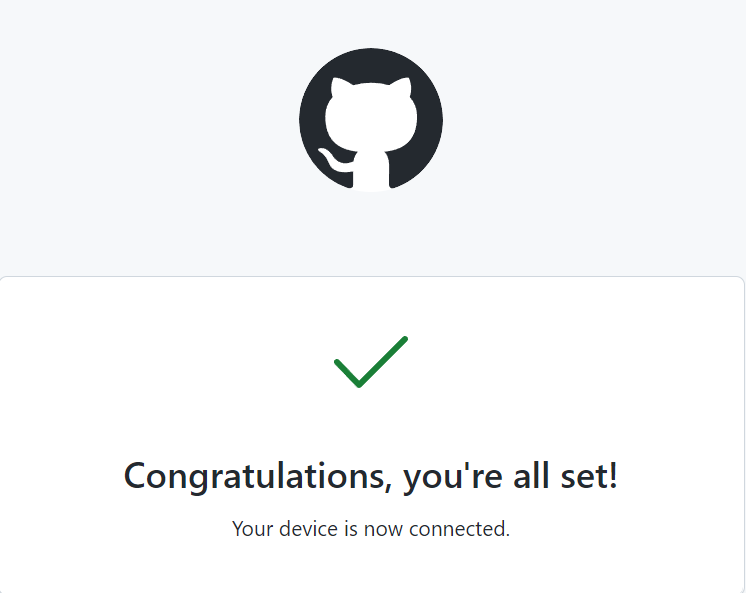 Congratulations, you're all set!
Your device is now connected.